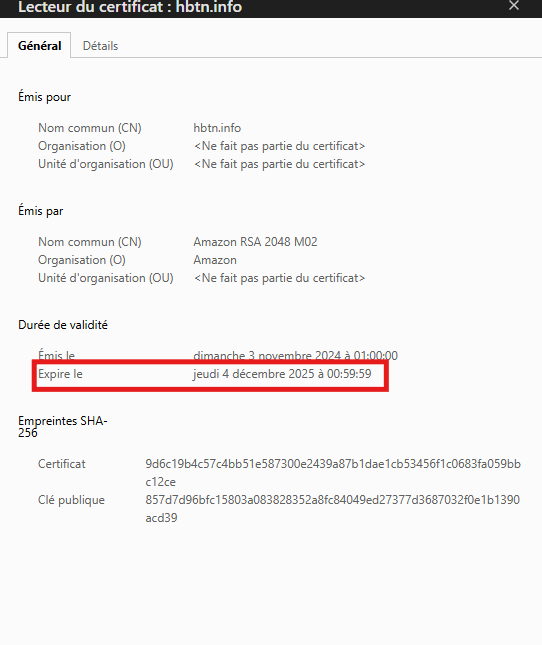 Lecteur du certificat : hbtn.info
Général Détails
Émis pour
Nom commun (CN) hbtn.info
Organisation (O) <Ne fait pas partie du certificat>
Unité d'organisation (OU) <Ne fait pas partie du certificat>
Émis par
Nom commun (CN) Amazon RSA 2048 M02
Organisation (O) Amazon
Unité d'organisation (OU) <Ne fait pas partie du certificat>
Durée de validité
Émis le dimanche 3 novembre 2024 à 01:00:00
Expire le jeudi 4 décembre 2025 à 00:59:59
Empreintes SHA-
256
Certificat 9d6c19b4c57c4bb51e587300e2439a87b1dae1cb53456f1c0683fa059bb
c12ce
Clé publique 857d7d96bfc15803a083828352a8fc84049ed27377d3687032f0e1b1390
acd39